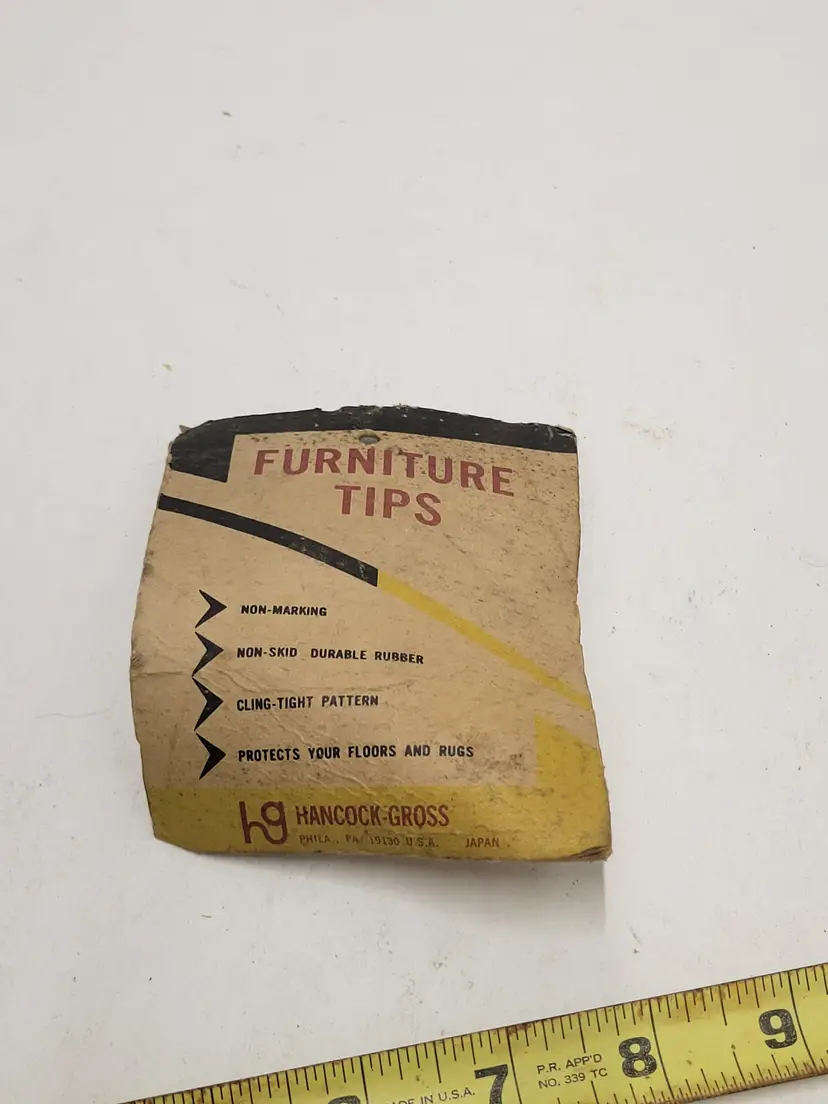 FURNITURE
TIPS
NON-MARKING
NON-SKID DURABLE RUBBER
CLING-TIGHT PATTERN
PROTECTS YOUR FLOORS AND RUGS
hg HANCOCK-GROSS
PHILA., PA. 19130 U.S.A. JAPAN
7 8 9
P.R. APP'D
NO. 339 TC
ADE IN U.S.A.